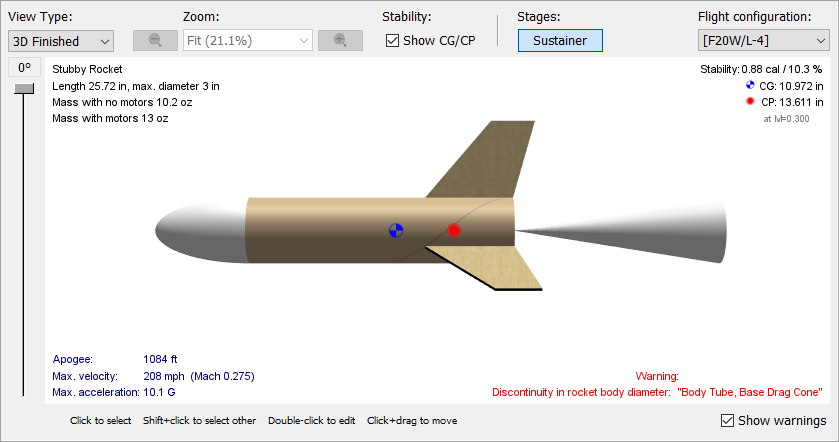 View Type:
Zoom:
Stability:
Stages:
Flight configuration:
3D Finished
Fit (21.1%)
Show CG/CP
Sustainer
[F20W/L-4]
0°
Stubby Rocket
Length 25.72 in, max. diameter 3 in
Mass with no motors 10.2 oz
Mass with motors 13 oz
Stability: 0.88 cal / 10.3 %
CG: 10.972 in
CP: 13.611 in
at M=0.300
Apogee: 1084 ft
Max. velocity: 208 mph (Mach 0.275)
Max. acceleration: 10.1 G
Warning:
Discontinuity in rocket body diameter: "Body Tube, Base Drag Cone"
Click to select Shift+click to select other Double-click to edit Click+drag to move
Show warnings